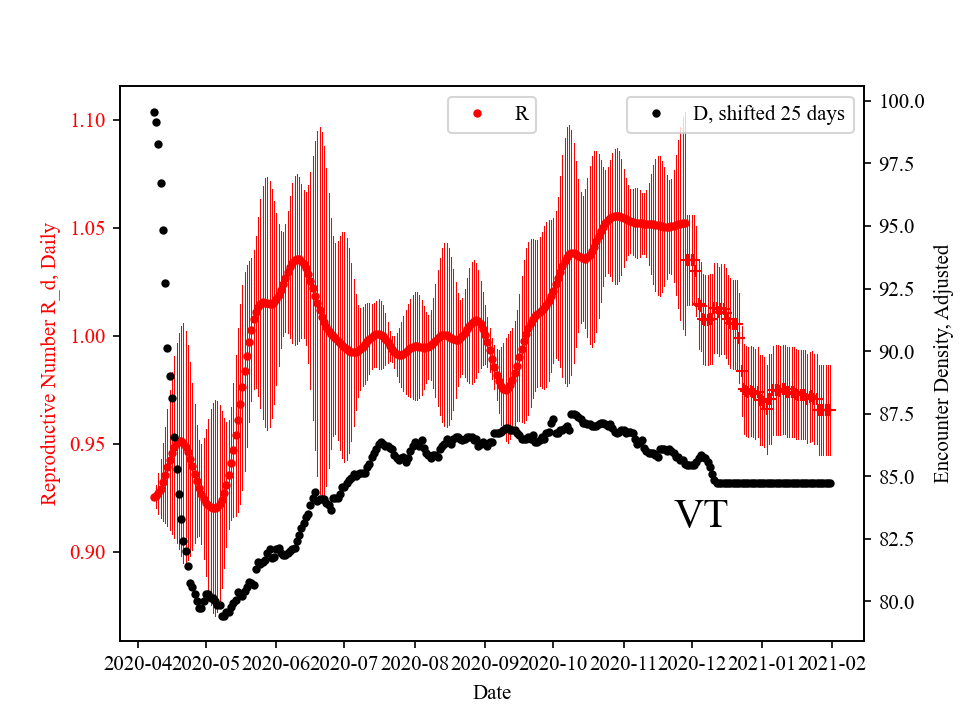 R
D, shifted 25 days
Reproductive Number R_d, Daily
1.10
1.05
1.00
0.95
0.90
100.0
97.5
95.0
92.5
90.0
87.5
85.0
82.5
80.0
Encounter Density, Adjusted
VT
2020-04 2020-05 2020-06 2020-07 2020-08 2020-09 2020-10 2020-11 2020-12 2021-01 2021-02
Date